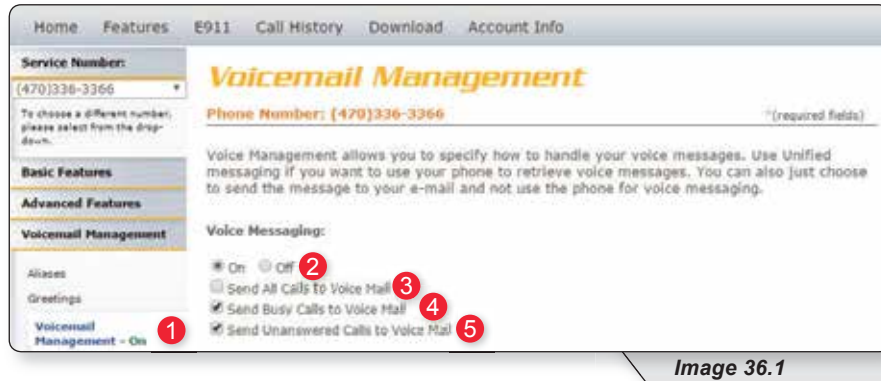 Home Features E911 Call History Download Account Info
Service Number:
(470)336-3366
To choose a different number,
please select from the drop-
down.
Basic Features
Advanced Features
Voicemail Management
Aliases
Greetings
Voicemail
Management - On
1
Voicemail Management
Phone Number: (470)336-3366 *(required fields)
Voice Management allows you to specify how to handle your voice messages. Use Unified
messaging if you want to use your phone to retrieve voice messages. You can also just choose
to send the message to your e-mail and not use the phone for voice messaging.
Voice Messaging:
On Off 2
Send All Calls to Voice Mail 3
Send Busy Calls to Voice Mail 4
Send Unanswered Calls to Voice Mail 5
Image 36.1